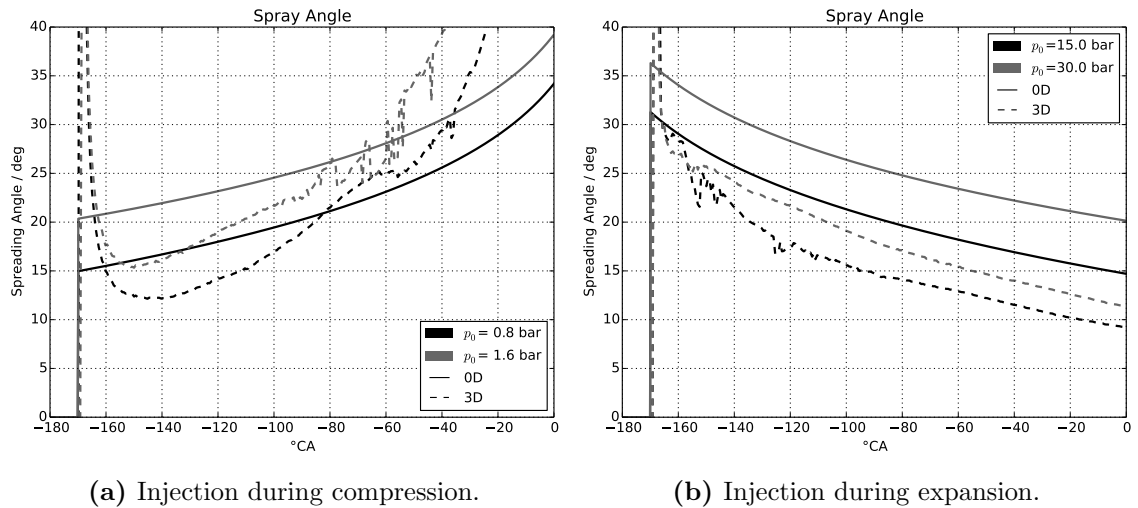 Spray Angle
40
35
30
25
20
15
10
5
0
Spreading Angle / deg
p0= 0.8 bar
p0= 1.6 bar
0D
3D
−180 −160 −140 −120 −100 −80 −60 −40 −20 0
°CA
(a) Injection during compression.
Spray Angle
40
35
30
25
20
15
10
5
0
Spreading Angle / deg
p0=15.0 bar
p0=30.0 bar
0D
3D
−180 −160 −140 −120 −100 −80 −60 −40 −20 0
°CA
(b) Injection during expansion.